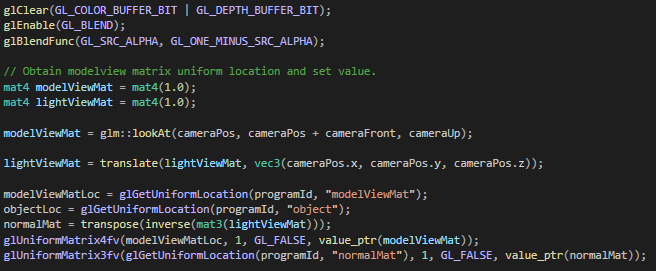 glClear(GL_COLOR_BUFFER_BIT | GL_DEPTH_BUFFER_BIT);
glEnable(GL_BLEND);
glBlendFunc(GL_SRC_ALPHA, GL_ONE_MINUS_SRC_ALPHA);
// Obtain modelview matrix uniform location and set value.
mat4 modelViewMat = mat4(1.0);
mat4 lightViewMat = mat4(1.0);
modelViewMat = glm::lookAt(cameraPos, cameraPos + cameraFront, cameraUp);
lightViewMat = translate(lightViewMat, vec3(cameraPos.x, cameraPos.y, cameraPos.z));
modelViewMatLoc = glGetUniformLocation(programId, "modelViewMat");
objectLoc = glGetUniformLocation(programId, "object");
normalMat = transpose(inverse(mat3(lightViewMat)));
glUniformMatrix4fv(modelViewMatLoc, 1, GL_FALSE, value_ptr(modelViewMat));
glUniformMatrix3fv(glGetUniformLocation(programId, "normalMat"), 1, GL_FALSE, value_ptr(normalMat));